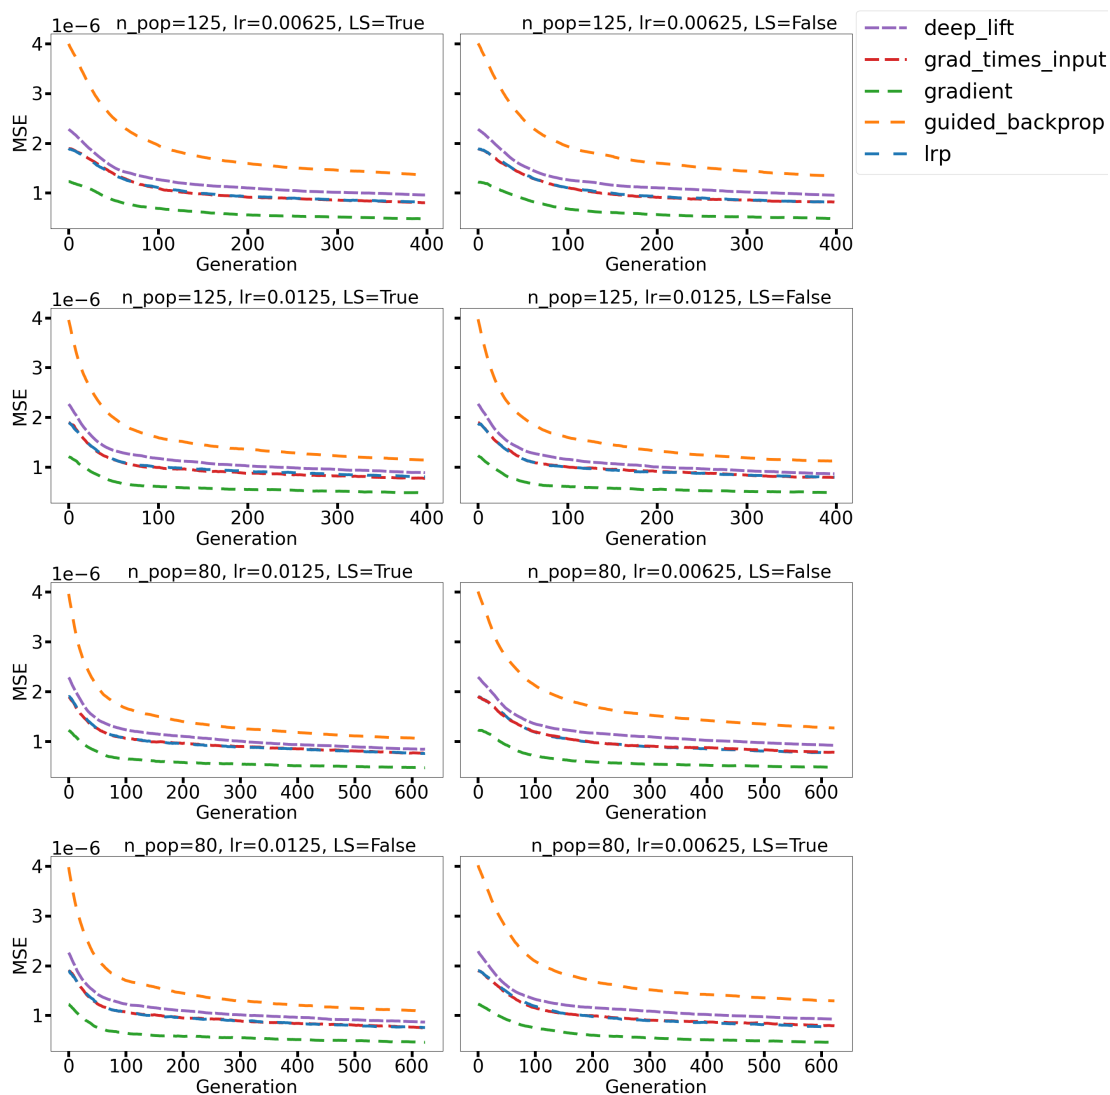 n_pop=125, lr=0.00625, LS=True
n_pop=125, lr=0.00625, LS=False
1e−6
MSE
4
3
2
1
0 100 200 300 400
Generation
0 100 200 300 400
Generation
deep_lift
grad_times_input
gradient
guided_backprop
lrp
n_pop=125, lr=0.0125, LS=True
n_pop=125, lr=0.0125, LS=False
1e−6
MSE
4
3
2
1
0 100 200 300 400
Generation
0 100 200 300 400
Generation
n_pop=80, lr=0.0125, LS=True
n_pop=80, lr=0.00625, LS=False
1e−6
MSE
4
3
2
1
0 100 200 300 400 500 600
Generation
0 100 200 300 400 500 600
Generation
n_pop=80, lr=0.0125, LS=False
n_pop=80, lr=0.00625, LS=True
1e−6
MSE
4
3
2
1
0 100 200 300 400 500 600
Generation
0 100 200 300 400 500 600
Generation